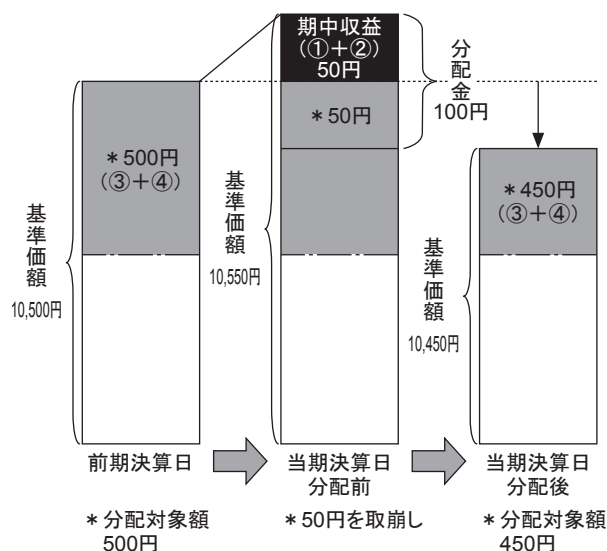 期中収益
(①+②)
50円
分配金
100円
*50円
*500円
(③+④)
*450円
(③+④)
基準価額
10,500円
基準価額
10,550円
基準価額
10,450円
前期決算日
当期決算日
分配前
当期決算日
分配後
*分配対象額
500円
*50円を取崩し
*分配対象額
450円